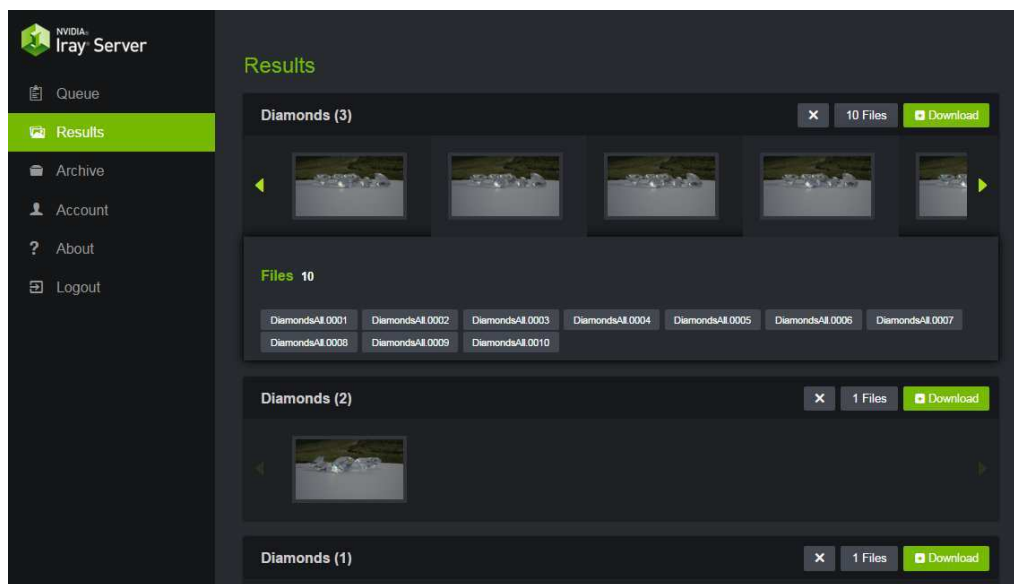 NVIDIA®
Iray® Server
Queue
Results
Archive
Account
? About
Logout
Results
Diamonds (3)
10 Files
Download
Files 10
DiamondsAll.0001 DiamondsAll.0002 DiamondsAll.0003 DiamondsAll.0004 DiamondsAll.0005 DiamondsAll.0006 DiamondsAll.0007
DiamondsAll.0008 DiamondsAll.0009 DiamondsAll.0010
Diamonds (2)
1 Files
Download
Diamonds (1)
1 Files
Download